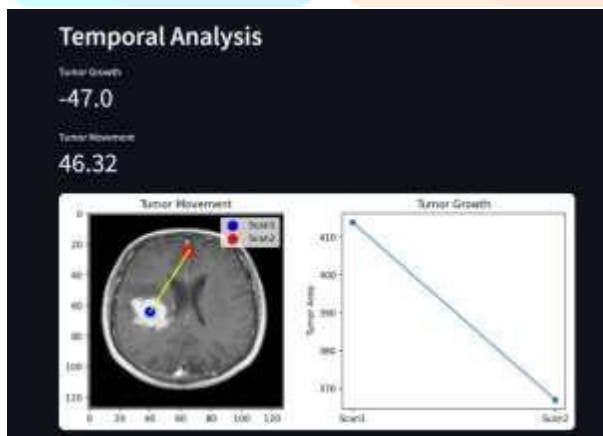 Temporal Analysis
Tumor Growth
-47.0
Tumor Movement
46.32
Tumor Movement
Scan1
Scan2
0
20
40
60
80
100
120
0 20 40 60 80 100 120
Tumor Growth
Tumor Area
410
400
390
380
370
Scan1 Scan2